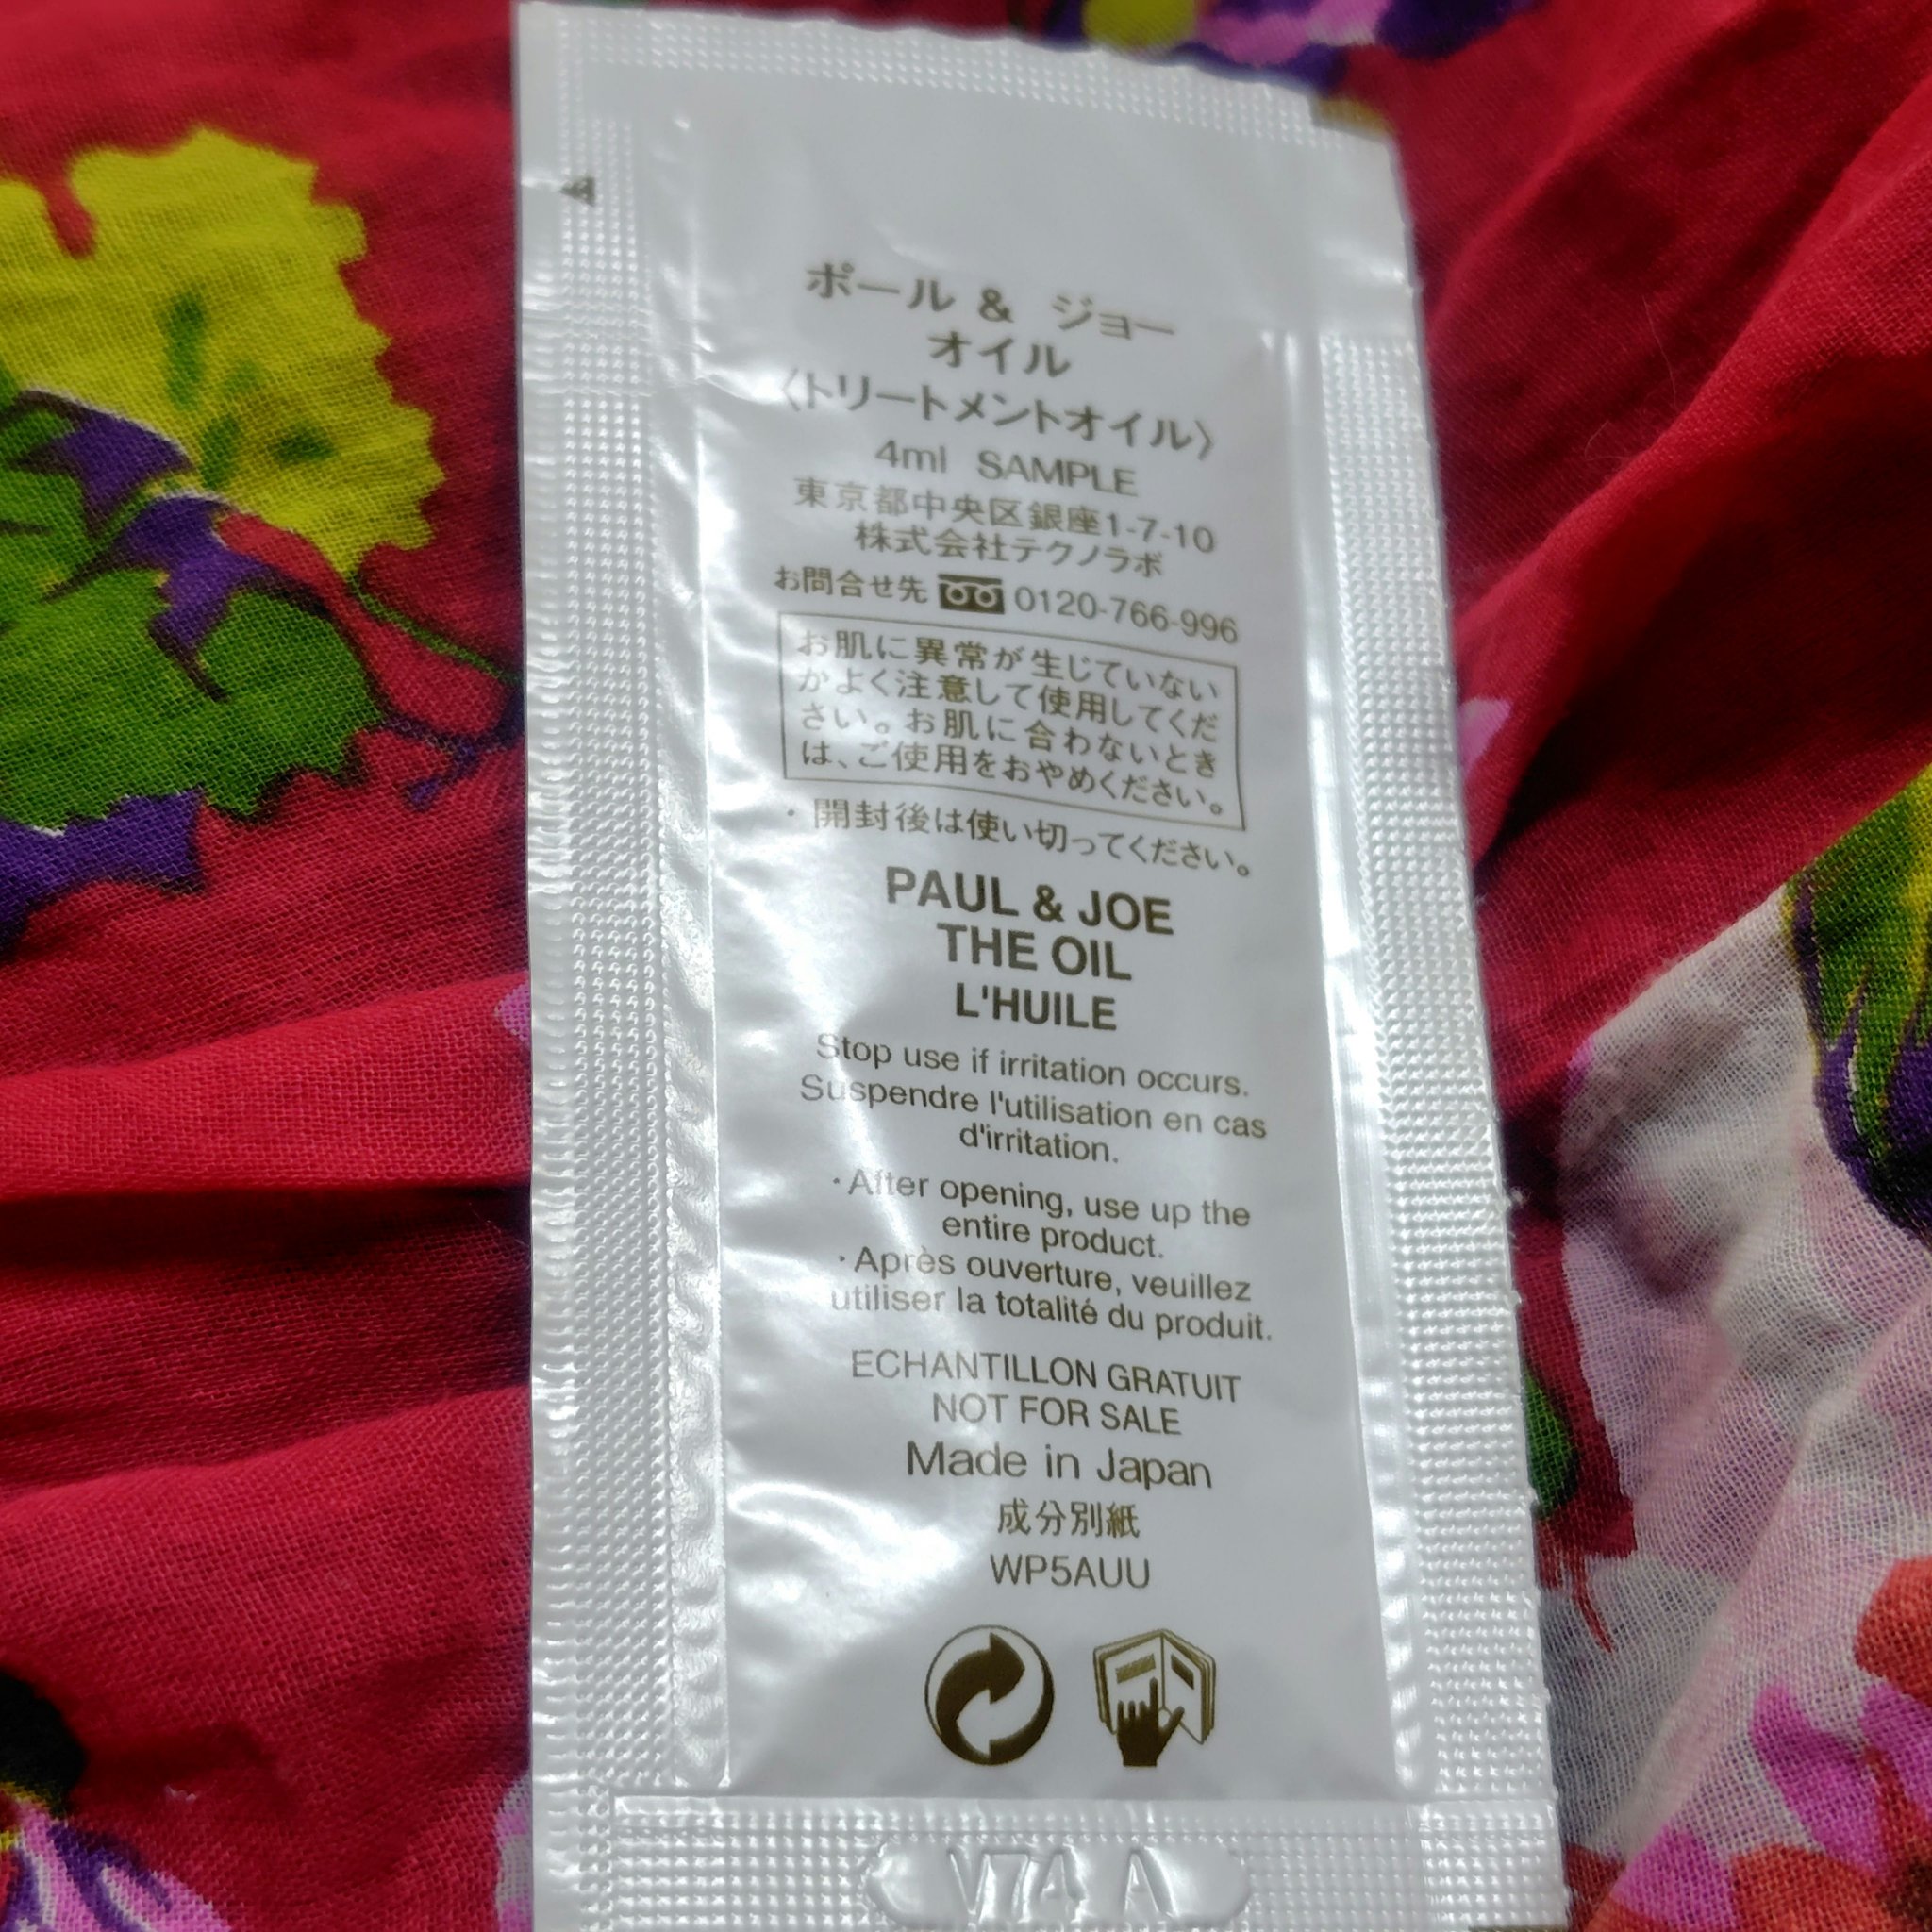 ポール & ジョー
オイル
〈トリートメントオイル〉
4ml SAMPLE
東京都中央区銀座1-7-10
株式会社テクノラボ
お問合せ先 0120-766-996
お肌に異常が生じていない
かよく注意して使用してくだ
さい。お肌に合わないとき
は、ご使用をおやめください。
・開封後は使い切ってください。
PAUL & JOE
THE OIL
L'HUILE
Stop use if irritation occurs.
Suspendre l'utilisation en cas
d'irritation.
・After opening, use up the
entire product.
・Après ouverture, veuillez
utiliser la totalité du produit.
ECHANTILLON GRATUIT
NOT FOR SALE
Made in Japan
成分別紙
WP5AUU
V74 A